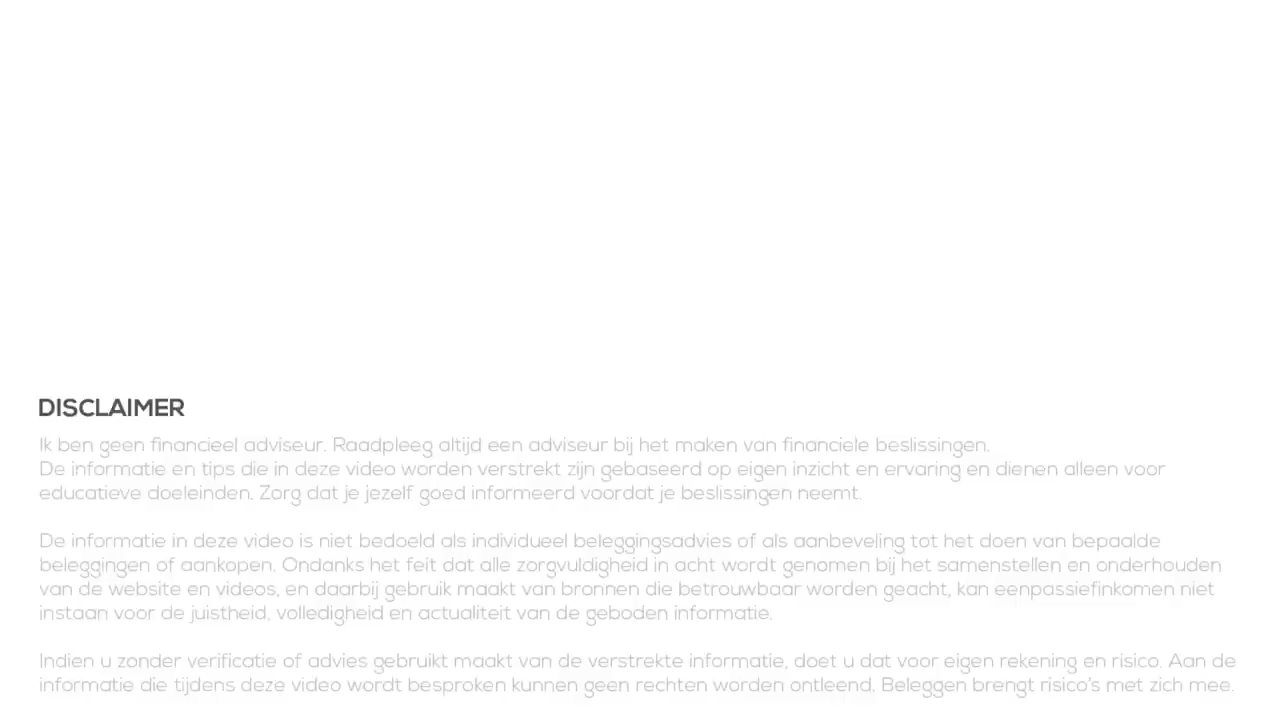 DISCLAIMER
Ik ben geen financieel adviseur. Raadpleeg altijd een adviseur bij het maken van financiele beslissingen.
De informatie en tips die in deze video worden verstrekt zijn gebaseerd op eigen inzicht en ervaring en dienen alleen voor
educatieve doeleinden. Zorg dat je jezelf goed informeerd voordat je beslissingen neemt.
De informatie in deze video is niet bedoeld als individueel beleggingsadvies of als aanbeveling tot het doen van bepaalde
beleggingen of aankopen. Ondanks het feit dat alle zorgvuldigheid in acht wordt genomen bij het samenstellen en onderhouden
van de website en videos, en daarbij gebruik maakt van bronnen die betrouwbaar worden geacht, kan eenpassiefinkomen niet
instaan voor de juistheid, volledigheid en actualiteit van de geboden informatie.
Indien u zonder verificatie of advies gebruikt maakt van de verstrekte informatie, doet u dat voor eigen rekening en risico. Aan de
informatie die tijdens deze video wordt besproken kunnen geen rechten worden ontleend. Beleggen brengt risico's met zich mee.